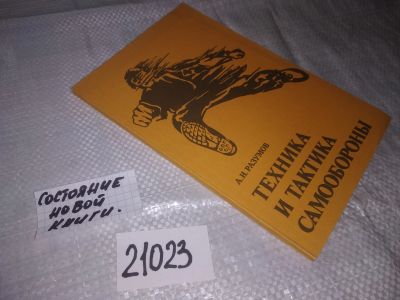 А.Н. РАЗУМОВ
ТЕХНИКА
И ТАКТИКА
САМООБОРОНЫ
СОСТОЯНИЕ
НОВОЙ
КНИГИ.
21023